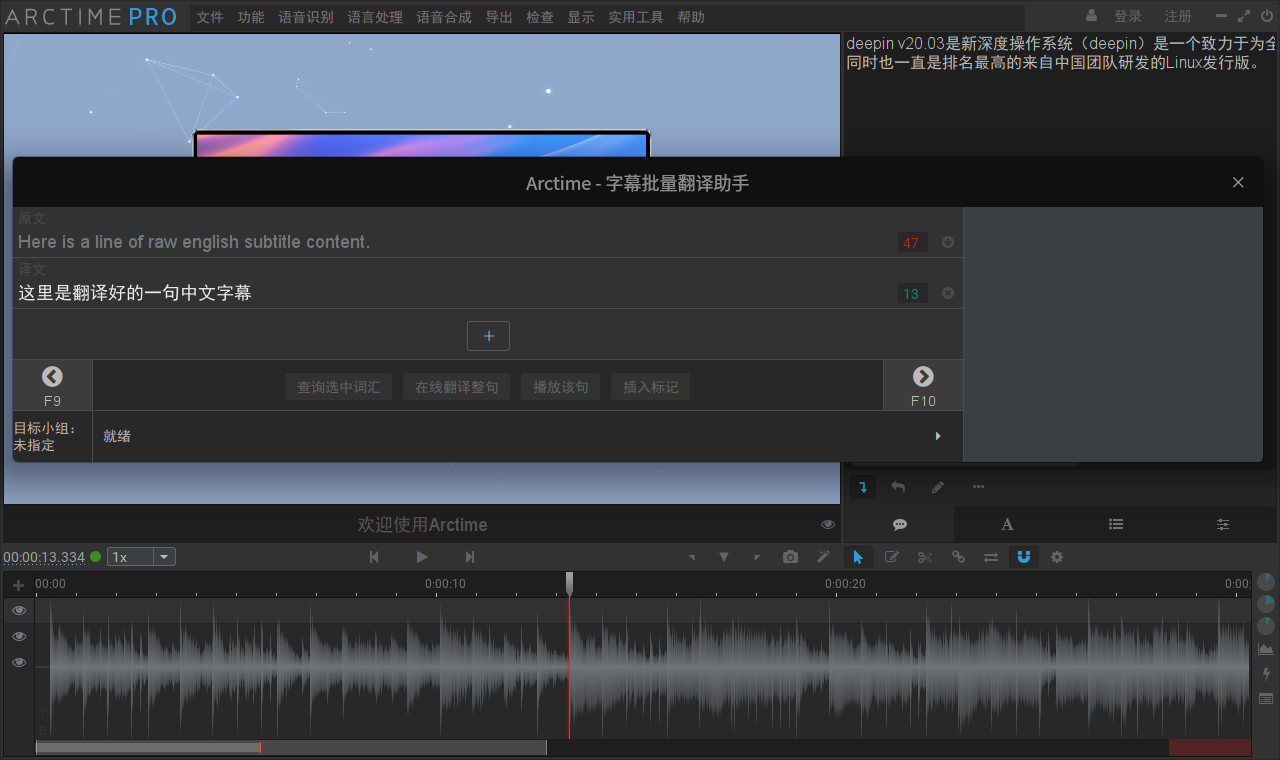 ARCTIME PRO 文件 功能 语音识别 语言处理 语音合成 导出 检查 显示 实用工具 帮助 登录 注册
deepin v20.03是新深度操作系统（deepin）是一个致力于为全
同时也一直是排名最高的来自中国团队研发的Linux发行版。
Arctime - 字幕批量翻译助手
原文
Here is a line of raw english subtitle content.
47
译文
这里是翻译好的一句中文字幕
13
F9
查询选中词汇 在线翻译整句 播放该句 插入标记
F10
目标小组：
未指定
就绪
欢迎使用Arctime
A
00:00:13.334 1x
00:00 0:00:10 0:00:20 0:00: